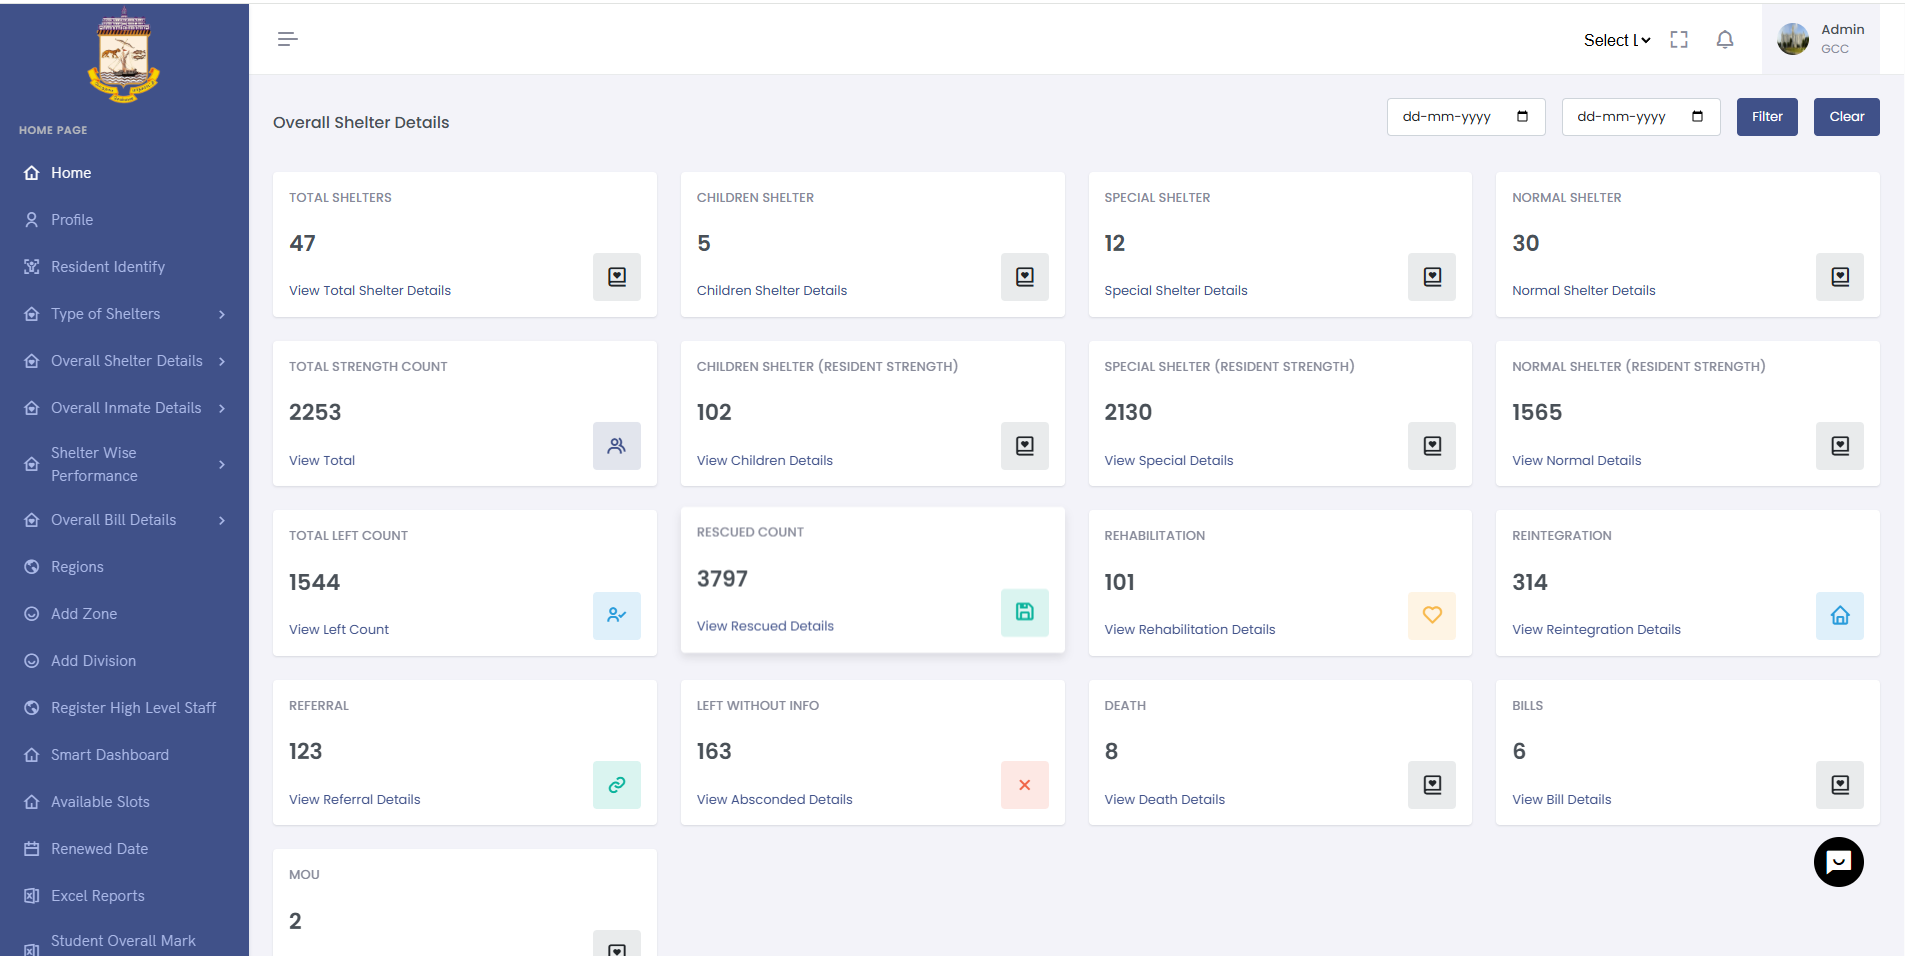 Select L
Admin
GCC
HOME PAGE
Home
Profile
Resident Identify
Type of Shelters
Overall Shelter Details
Overall Inmate Details
Shelter Wise
Performance
Overall Bill Details
Regions
Add Zone
Add Division
Register High Level Staff
Smart Dashboard
Available Slots
Renewed Date
Excel Reports
Student Overall Mark
Overall Shelter Details
dd-mm-yyyy
dd-mm-yyyy
Filter
Clear
TOTAL SHELTERS
47
View Total Shelter Details
CHILDREN SHELTER
5
Children Shelter Details
SPECIAL SHELTER
12
Special Shelter Details
NORMAL SHELTER
30
Normal Shelter Details
TOTAL STRENGTH COUNT
2253
View Total
CHILDREN SHELTER (RESIDENT STRENGTH)
102
View Children Details
SPECIAL SHELTER (RESIDENT STRENGTH)
2130
View Special Details
NORMAL SHELTER (RESIDENT STRENGTH)
1565
View Normal Details
TOTAL LEFT COUNT
1544
View Left Count
RESCUED COUNT
3797
View Rescued Details
REHABILITATION
101
View Rehabilitation Details
REINTEGRATION
314
View Reintegration Details
REFERRAL
123
View Referral Details
LEFT WITHOUT INFO
163
View Absconded Details
DEATH
8
View Death Details
BILLS
6
View Bill Details
MOU
2